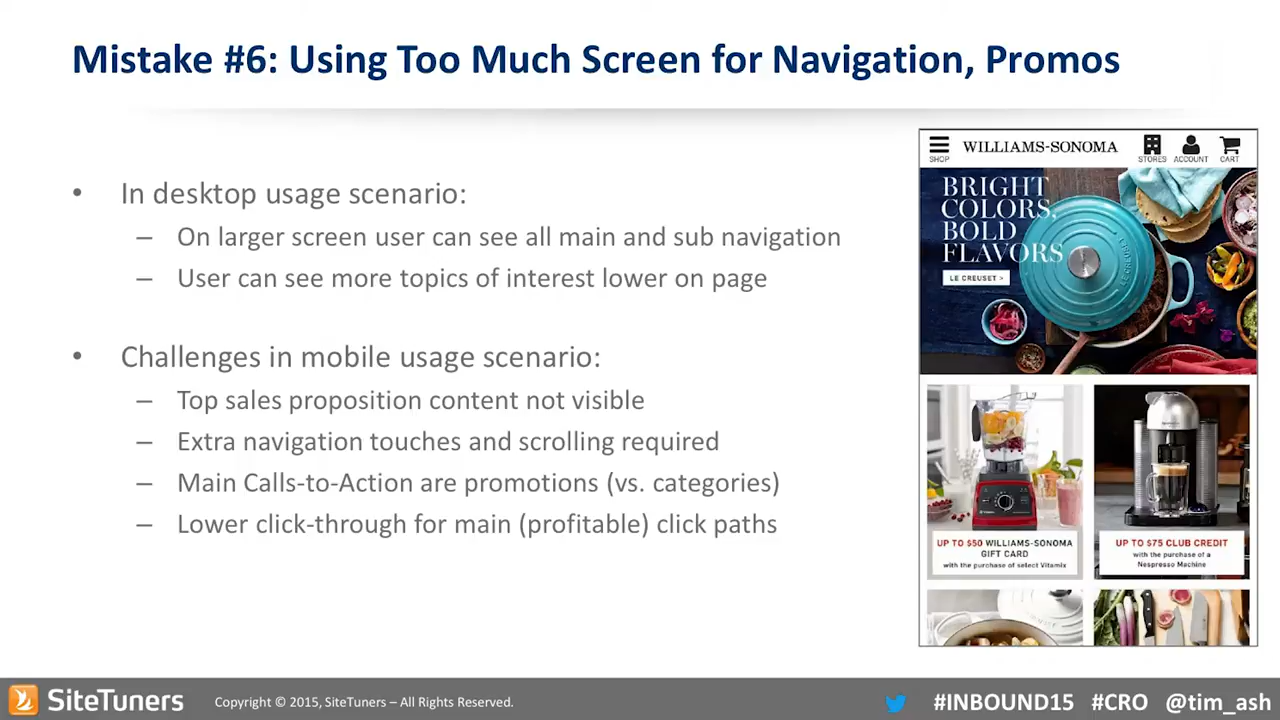 Mistake #6: Using Too Much Screen for Navigation, Promos
• In desktop usage scenario:
– On larger screen user can see all main and sub navigation
– User can see more topics of interest lower on page
• Challenges in mobile usage scenario:
– Top sales proposition content not visible
– Extra navigation touches and scrolling required
– Main Calls-to-Action are promotions (vs. categories)
– Lower click-through for main (profitable) click paths
SHOP
WILLIAMS-SONOMA
STORES ACCOUNT CART
BRIGHT
COLORS,
BOLD
FLAVORS
LE CREUSET >
LE CREUSET
UP TO $50 WILLIAMS-SONOMA
GIFT CARD
with the purchase of select Vitamix
UP TO $75 CLUB CREDIT
with the purchase of a
Nespresso Machine
SiteTuners
Copyright © 2015, SiteTuners – All Rights Reserved.
#INBOUND15 #CRO @tim_ash